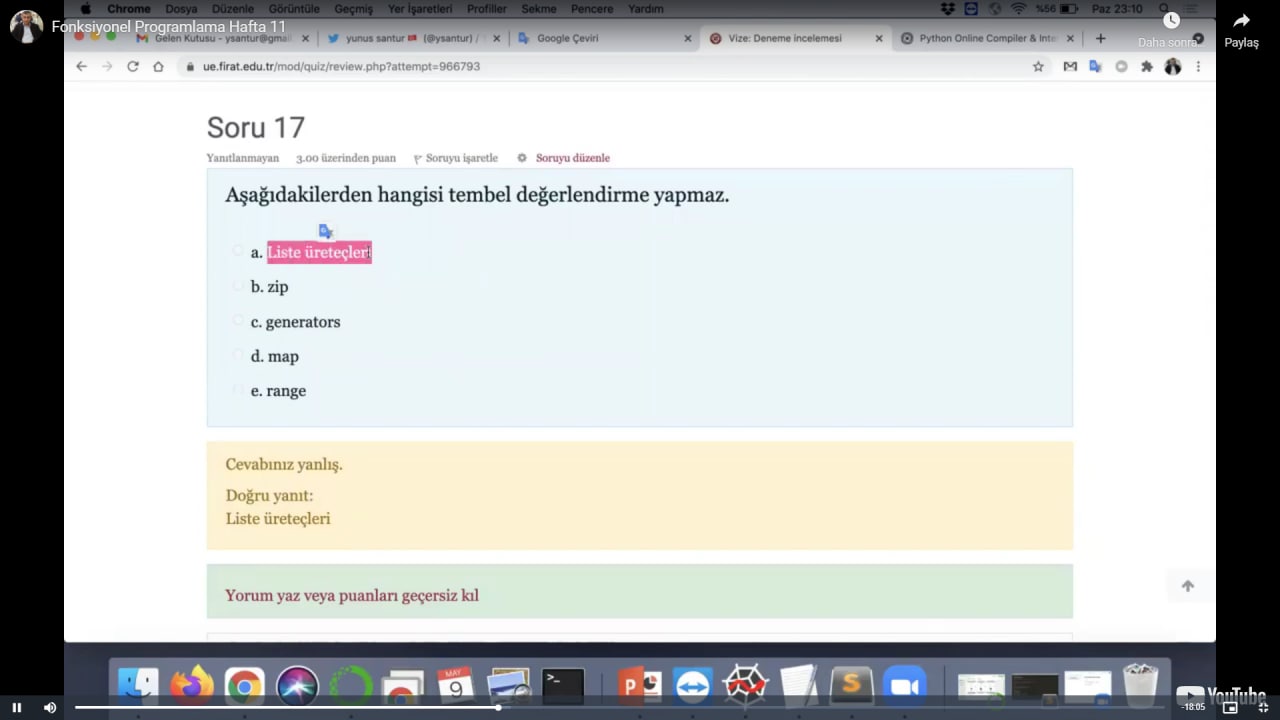 Fonksiyonel Programlama Hafta 11
Chrome Dosya Düzenle Görüntüle Geçmiş Yer İşaretleri Profiller Sekme Pencere Yardım
%56 Paz 23:10
Gelen Kutusu - ysantur@gmai
yunus santur (@ysantur) /
Google Çeviri
Vize: Deneme incelemesi
Python Online Compiler & Inte
Daha sonra...
Paylaş
ue.firat.edu.tr/mod/quiz/review.php?attempt=966793
Soru 17
Yanıtlanmayan 3.00 üzerinden puan Soruyu işaretle Soruyu düzenle
Aşağıdakilerden hangisi tembel değerlendirme yapmaz.
a. Liste üreteçleri
b. zip
c. generators
d. map
e. range
Cevabınız yanlış.
Doğru yanıt:
Liste üreteçleri
Yorum yaz veya puanları geçersiz kıl
MAY
9
YouTube
-18:05